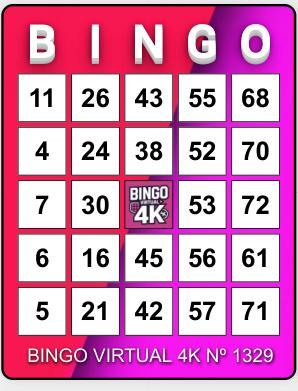 B I N G O
11 26 43 55 68
4 24 38 52 70
7 30 BINGO VIRTUAL 4K 53 72
6 16 45 56 61
5 21 42 57 71
BINGO VIRTUAL 4K Nº 1329